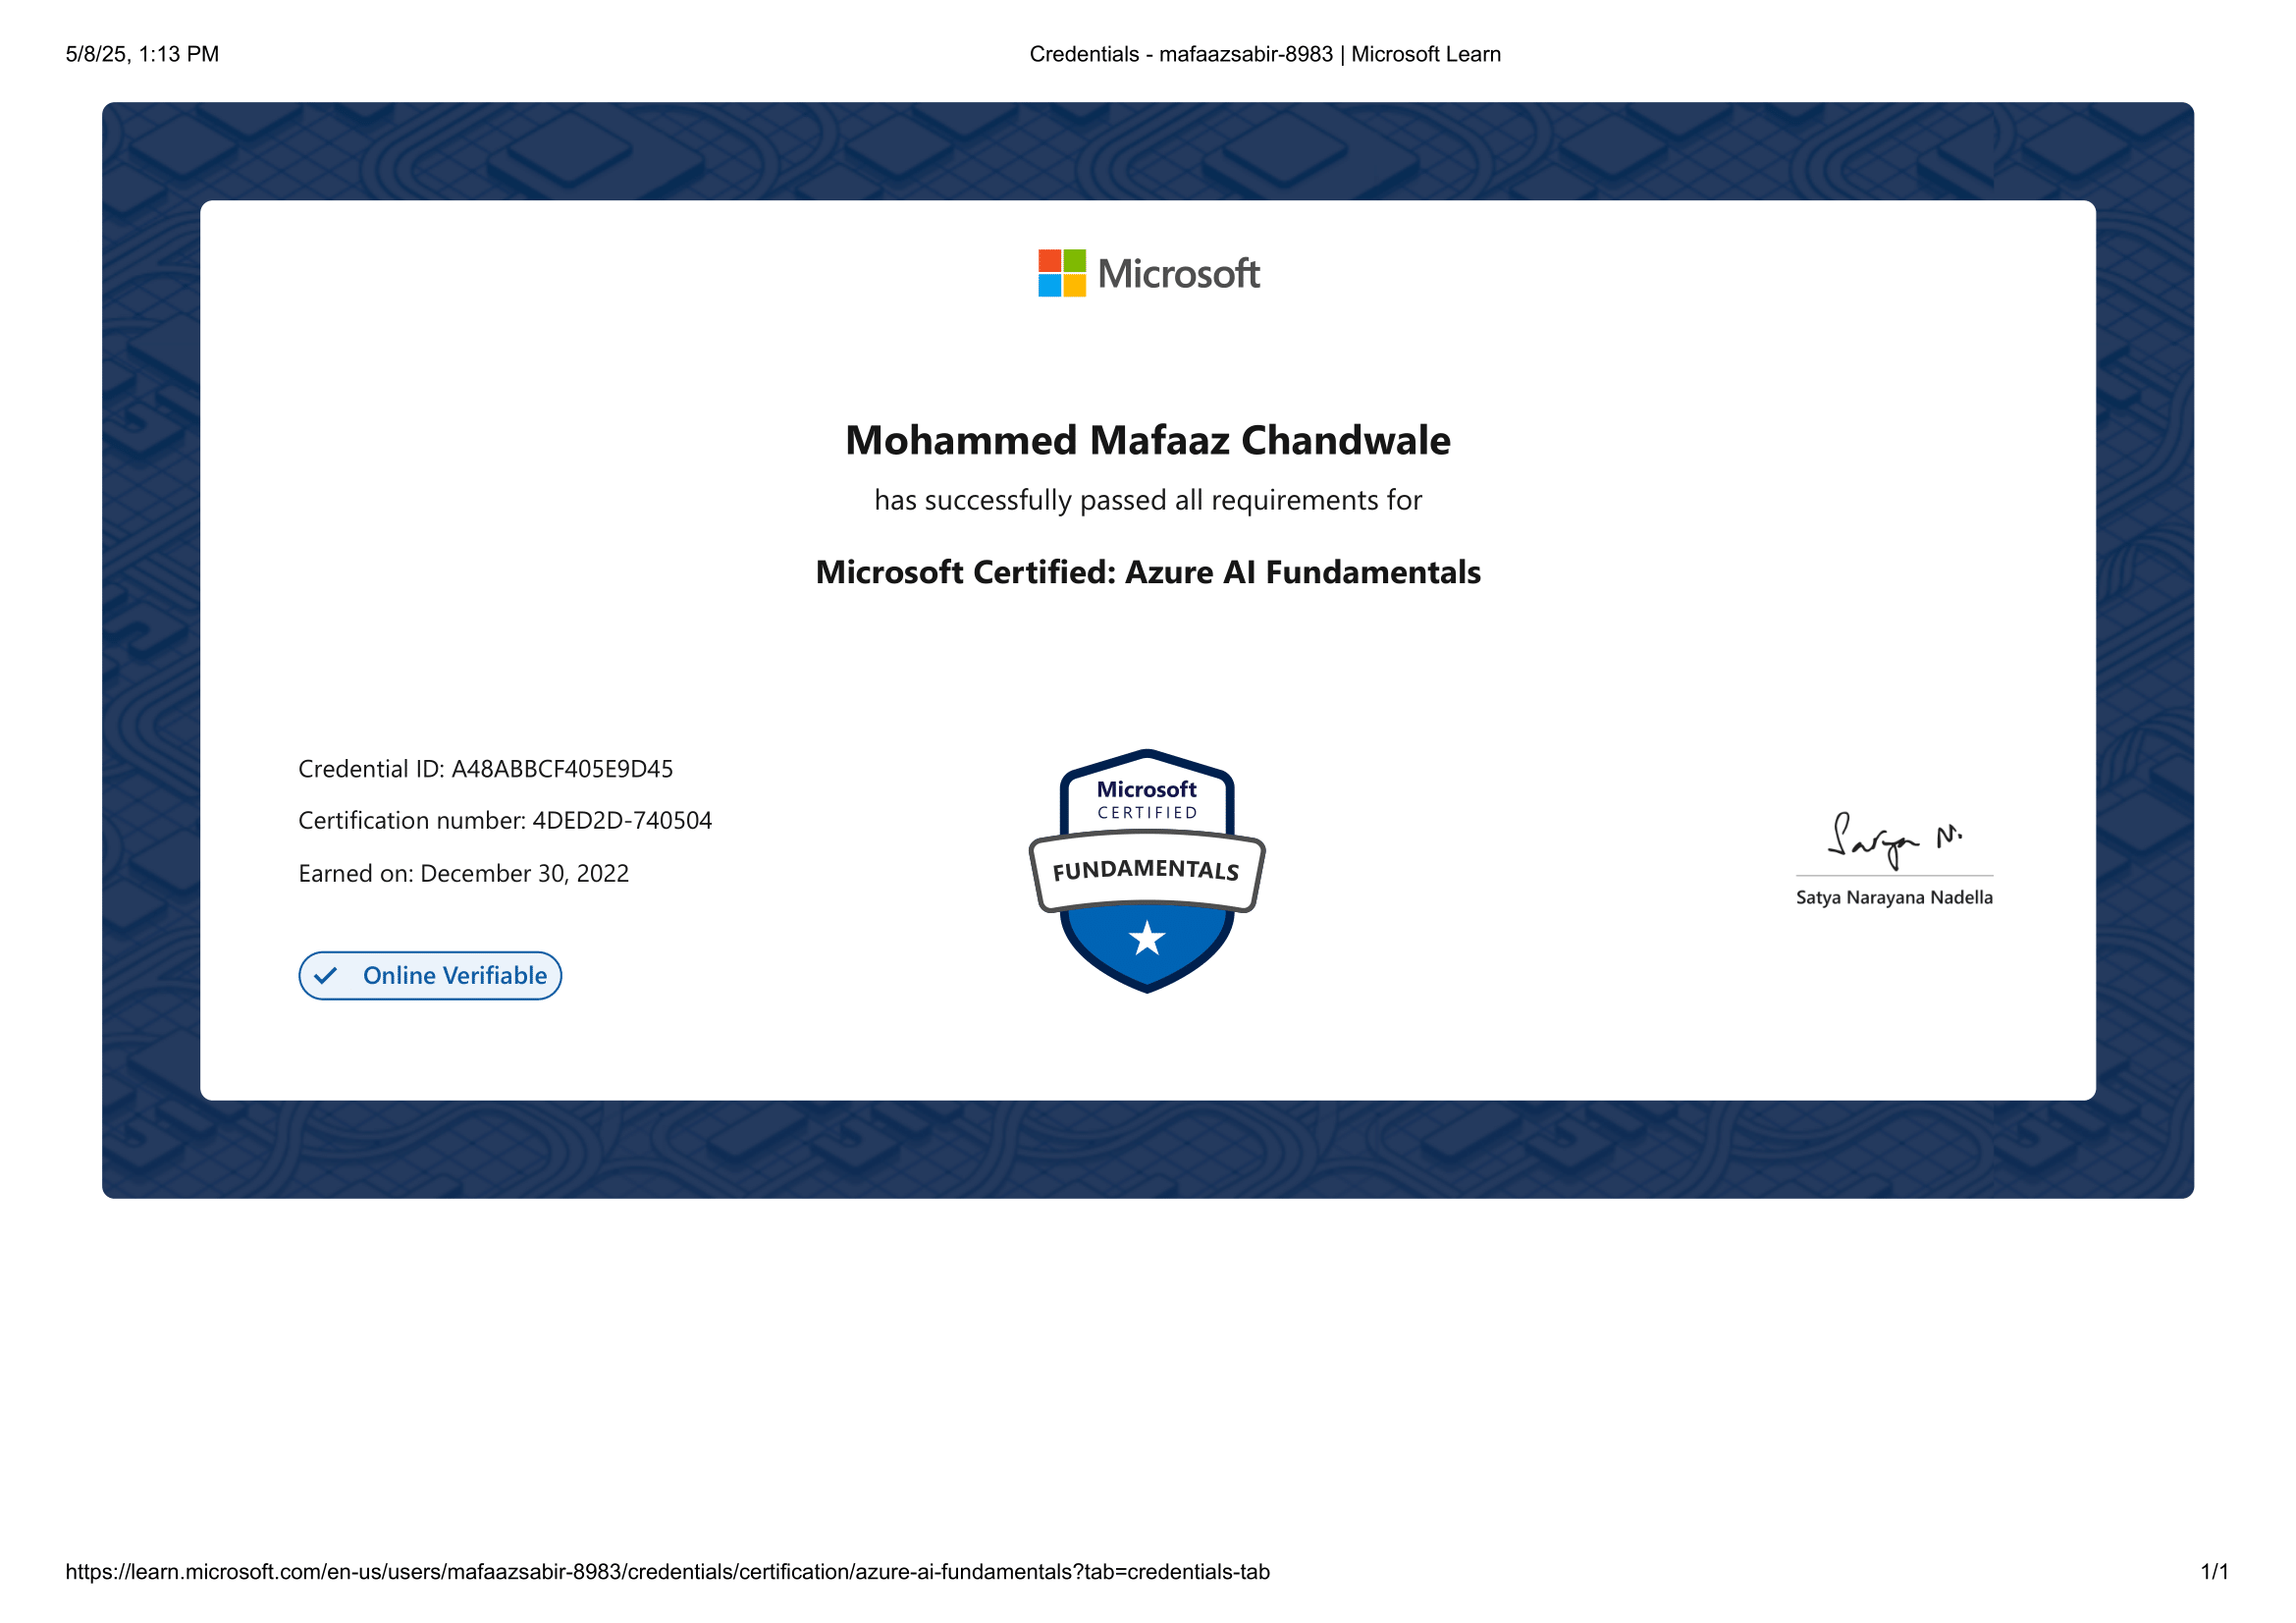 5/8/25, 1:13 PM
Credentials - mafaazsabir-8983 | Microsoft Learn
Microsoft
Mohammed Mafaaz Chandwale
has successfully passed all requirements for
Microsoft Certified: Azure AI Fundamentals
Credential ID: A48ABBCF405E9D45
Certification number: 4DED2D-740504
Earned on: December 30, 2022
Online Verifiable
Microsoft
CERTIFIED
FUNDAMENTALS
Satya N.
Satya Narayana Nadella
https://learn.microsoft.com/en-us/users/mafaazsabir-8983/credentials/certification/azure-ai-fundamentals?tab=credentials-tab
1/1